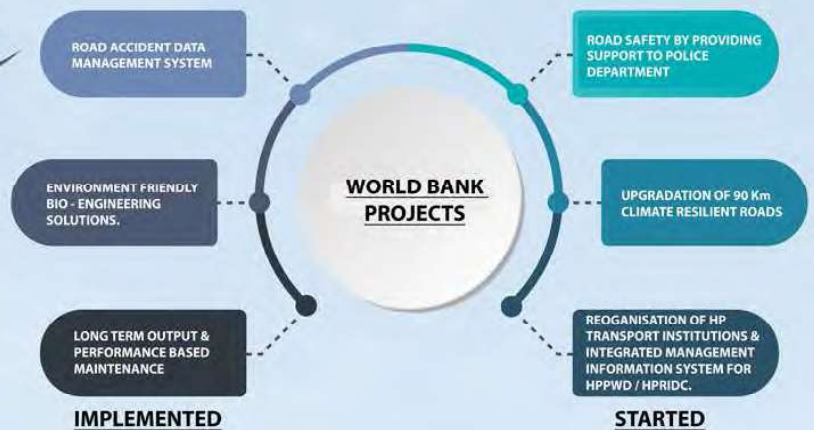 ROAD ACCIDENT DATA
MANAGEMENT SYSTEM
ENVIRONMENT FRIENDLY
BIO - ENGINEERING
SOLUTIONS.
LONG TERM OUTPUT &
PERFORMANCE BASED
MAINTENANCE
IMPLEMENTED
WORLD BANK
PROJECTS
ROAD SAFETY BY PROVIDING
SUPPORT TO POLICE
DEPARTMENT
UPGRADATION OF 90 Km
CLIMATE RESILIENT ROADS
REOGANISATION OF HP
TRANSPORT INSTITUTIONS &
INTEGRATED MANAGEMENT
INFORMATION SYSTEM FOR
HPPWD / HPRIDC.
STARTED